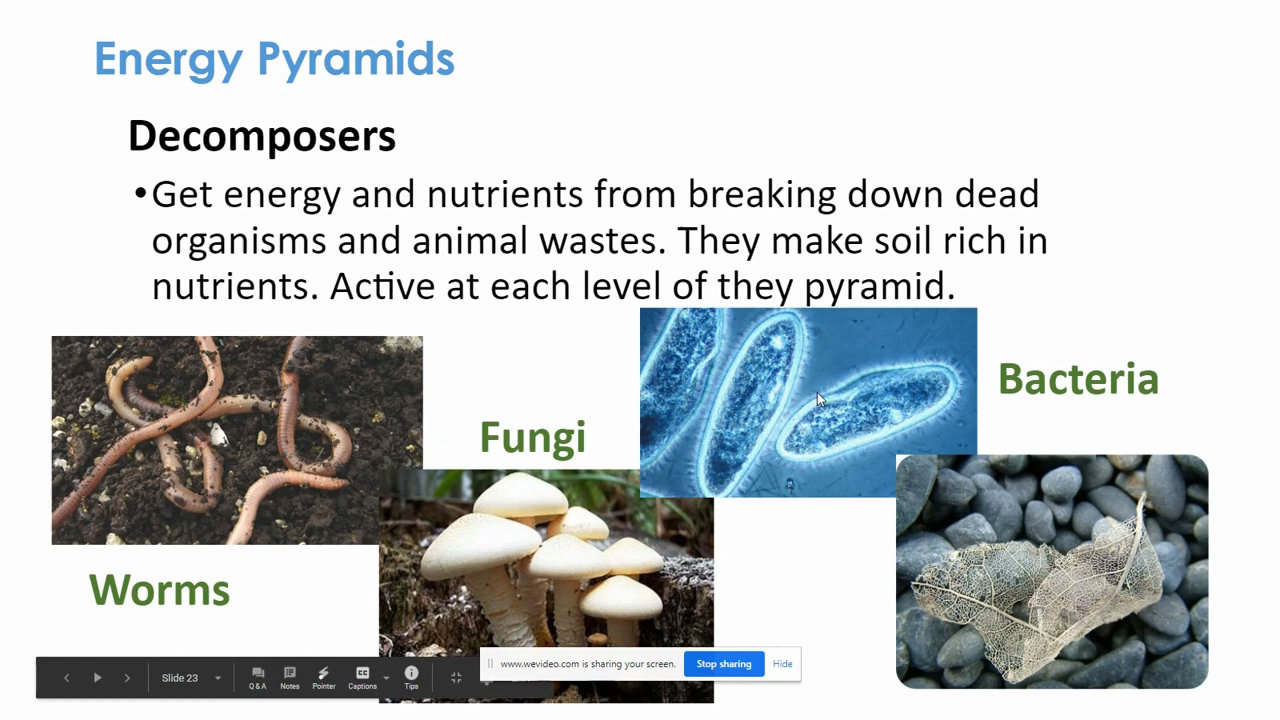 Energy Pyramids
Decomposers
•Get energy and nutrients from breaking down dead
organisms and animal wastes. They make soil rich in
nutrients. Active at each level of they pyramid.
Bacteria
Fungi
Worms
www.wevideo.com is sharing your screen. Stop sharing Hide
Slide 23 Q & A Notes Pointer Captions Tips